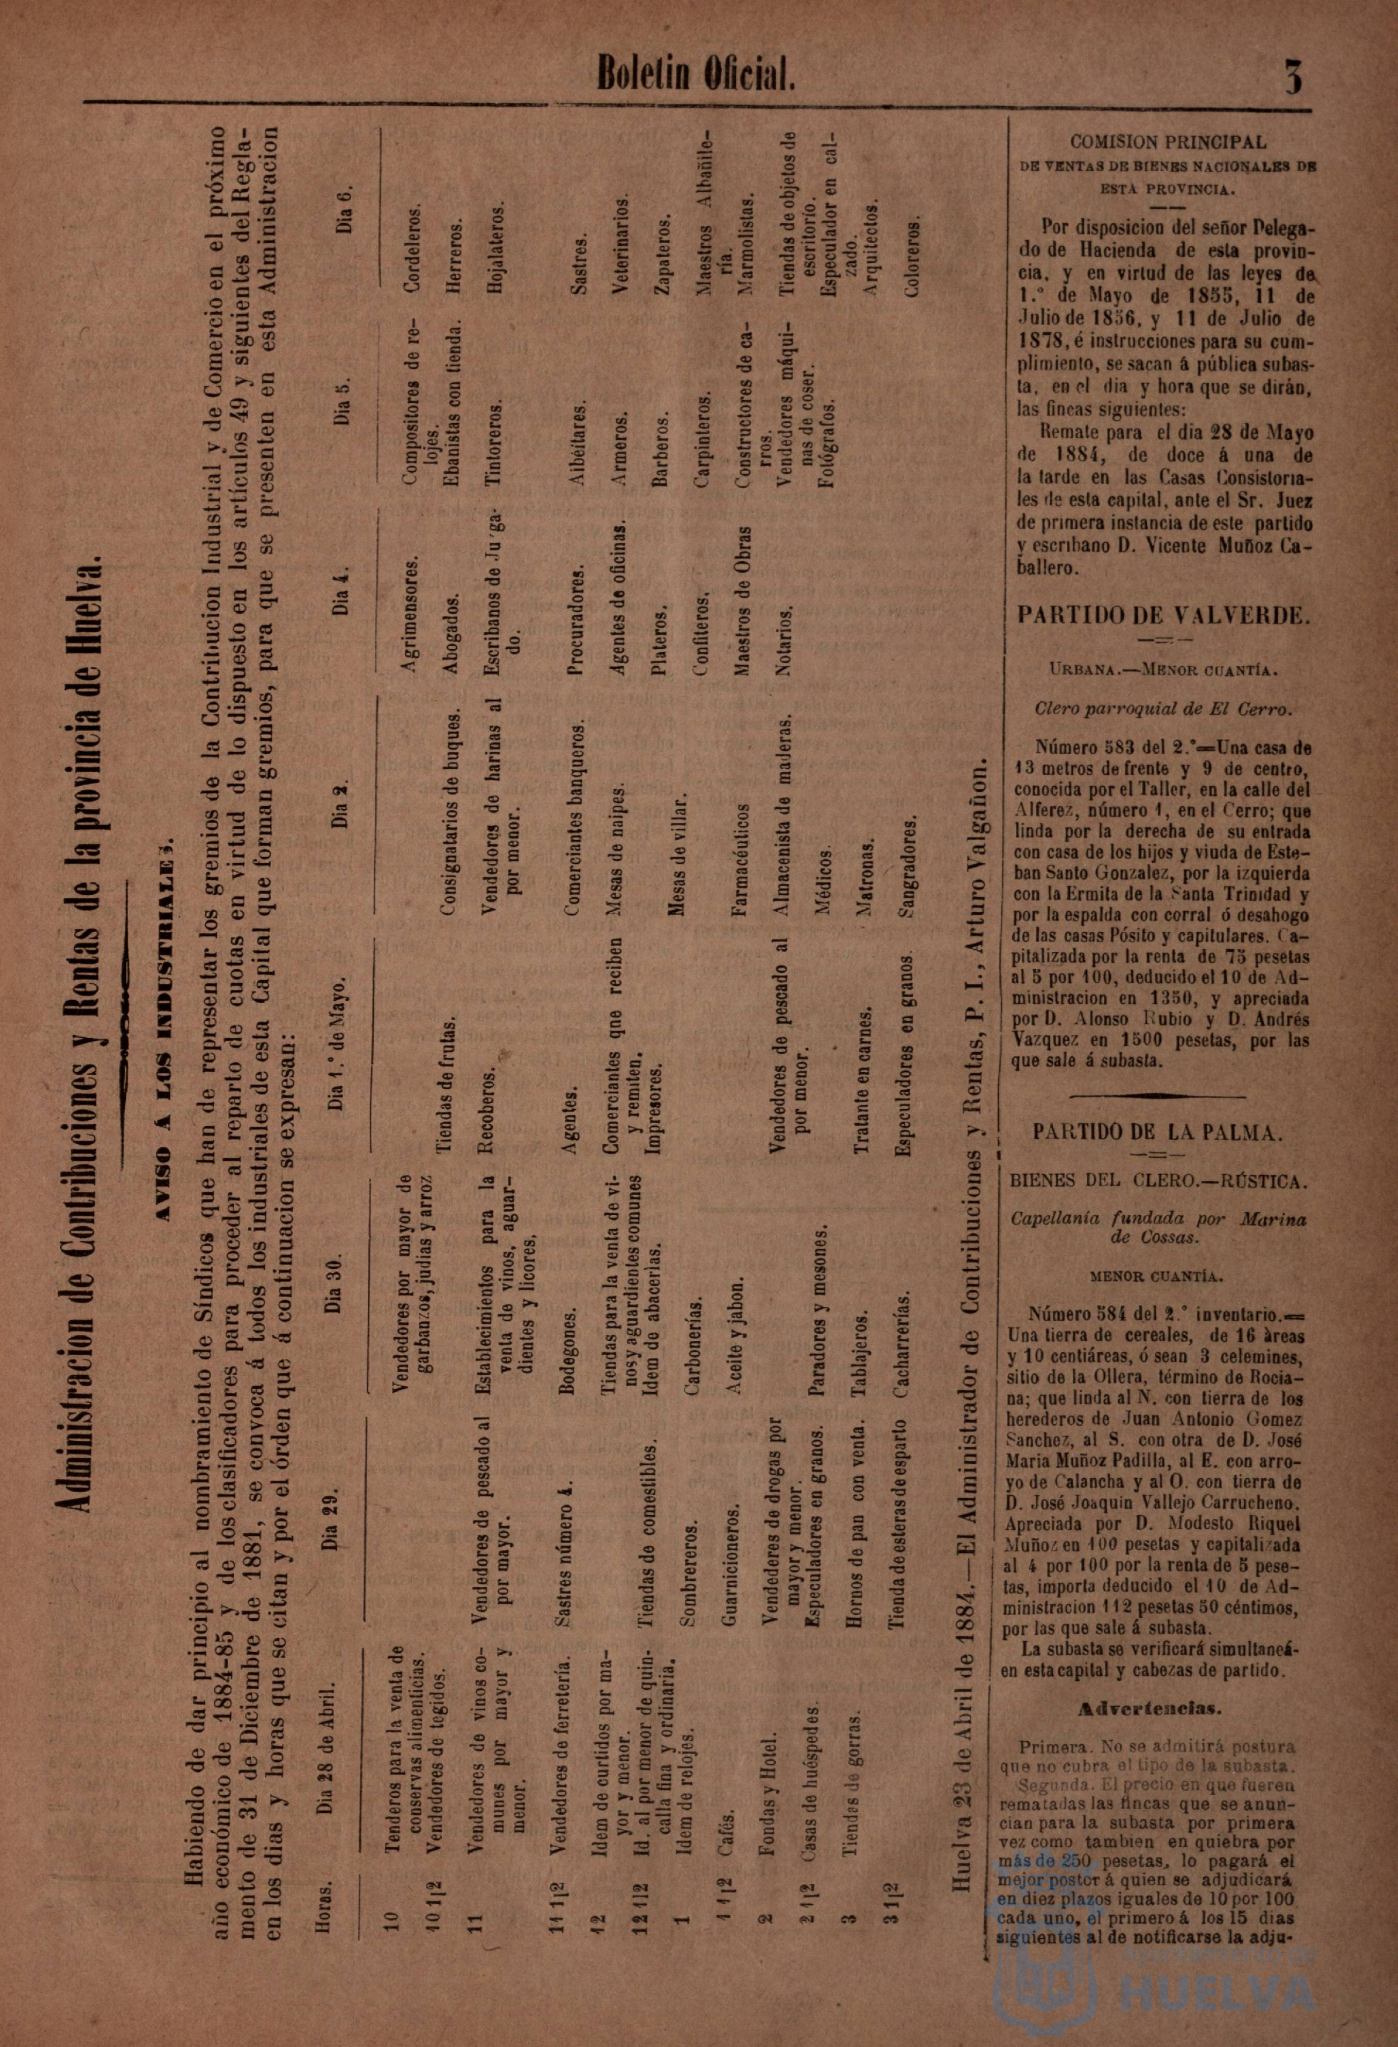 Boletin Oficial.
3
Administracion de Contribuciones y Rentas de la provincia de Huelva.
AVISO Á LOS INDUSTRIALES.
Habiendo de dar principio al nombramiento de Síndicos que han de representar los gremios de la Contribucion Industrial y de Comercio en el próximo
año económico de 1884-85 y de los clasificadores para proceder al reparto de cuotas en virtud de lo dispuesto en los artículos 49 y siguientes del Regla-
mento de 31 de Diciembre de 1881, se convoca á todos los industriales de esta Capital que forman gremios, para que se presenten en esta Administracion
en los dias y horas que se citan y por el órden que á continuacion se expresan:
Horas.
Dia 28 de Abril.
Dia 29.
Dia 30.
Dia 1.º de Mayo.
Dia 2.
Dia 4.
Dia 5.
Dia 6.
10
Tenderos para la venta de
conservas alimenticias.
Vendedores por mayor de
garbanzos, judias y arroz
Agrimensores.
Compositores de re-
lojes.
Cordeleros.
10 1|2
Vendedores de tegidos.
Tiendas de frutas.
Consignatarios de buques.
Abogados.
Ebanistas con tienda.
Herreros.
11
Vendedores de vinos co-
munes por mayor y
menor.
Vendedores de pescado al
por mayor.
Establecimientos para la
venta de vinos, aguar-
dientes y licores.
Recoberos.
Vendedores de harinas al
por menor.
Escribanos de Juzga-
do.
Tintoreros.
Hojalateros.
11 1|2
Vendedores de ferretería.
Sastres número 4.
Bodegones.
Agentes.
Comerciantes banqueros.
Procuradores.
Albéitares.
Sastres.
12
Idem de curtidos por ma-
yor y menor.
Tiendas para la venta de vi-
nos y aguardientes comunes
Comerciantes que reciben
y remiten.
Mesas de naipes.
Agentes de oficinas.
Armeros.
Veterinarios.
12 1|2
Id. al por menor de quin-
calla fina y ordinaria.
Tiendas de comestibles.
Idem de abacerías.
Impresores.
Mesas de villar.
Plateros.
Barberos.
Zapateros.
1
Idem de relojes.
Sombrereros.
Carbonerías.
Confiteros.
Carpinteros.
Maestros Albañile-
ría.
1 1|2
Cafés.
Guarnicioneros.
Aceite y jabon.
Farmacéuticos
Maestros de Obras
Constructores de ca-
rros.
Marmolistas.
2
Fondas y Hotel.
Vendederes de drogas por
mayor y menor.
Vendedores de pescado al
por menor.
Almacenista de maderas.
Notarios.
Vendedores máqui-
nas de coser.
Tiendas de objetos de
escritorio.
2 1|2
Casas de huéspedes.
Especuladores en granos.
Paradores y mesones.
Médicos.
Fotógrafos.
Especulador en cal-
zado.
3
Tiendas de gorras.
Hornos de pan con venta.
Tablajeros.
Tratante en carnes.
Matronas.
Arquitectos.
3 1|2
Tienda de esteras de esparto
Cacharrerías.
Especuladores en granos.
Sangradores.
Coloreros.
Huelva 23 de Abril de 1884.—El Administrador de Contribuciones y Rentas, P. I., Arturo Valgañon.
COMISION PRINCIPAL
DE VENTAS DE BIENES NACIONALES DE
ESTA PROVINCIA.
Por disposicion del señor Delega-
do de Hacienda de esta provin-
cia, y en virtud de las leyes de
1.º de Mayo de 1855, 11 de
Julio de 1856, y 11 de Julio de
1878, é instrucciones para su cum-
plimiento, se sacan á pública subas-
ta, en el dia y hora que se dirán,
las fincas siguientes:
Remate para el dia 28 de Mayo
de 1884, de doce á una de
la tarde en las Casas Consistoria-
les de esta capital, ante el Sr. Juez
de primera instancia de este partido
y escribano D. Vicente Muñoz Ca-
ballero.
PARTIDO DE VALVERDE.
URBANA.—MENOR CUANTÍA.
Clero parroquial de El Cerro.
Número 583 del 2.º=Una casa de
13 metros de frente y 9 de centro,
conocida por el Taller, en la calle del
Alferez, número 1, en el Cerro; que
linda por la derecha de su entrada
con casa de los hijos y viuda de Este-
ban Santo Gonzalez, por la izquierda
con la Ermita de la Santa Trinidad y
por la espalda con corral ó desahogo
de las casas Pósito y capitulares. Ca-
pitalizada por la renta de 75 pesetas
al 5 por 100, deducido el 10 de Ad-
ministracion en 1350, y apreciada
por D. Alonso Rubio y D. Andrés
Vazquez en 1500 pesetas, por las
que sale á subasta.
PARTIDO DE LA PALMA.
BIENES DEL CLERO.—RÚSTICA.
Capellanía fundada por Marina
de Cossas.
MENOR CUANTÍA.
Número 584 del 2.º inventario.=
Una tierra de cereales, de 16 àreas
y 10 centiáreas, ó sean 3 celemines,
sitio de la Ollera, término de Rocia-
na; que linda al N. con tierra de los
herederos de Juan Antonio Gomez
Sanchez, al S. con otra de D. José
Maria Muñoz Padilla, al E. con arro-
yo de Calancha y al O. con tierra de
D. José Joaquin Vallejo Carrucheno.
Apreciada por D. Modesto Riquel
Muñoz en 100 pesetas y capitalizada
al 4 por 100 por la renta de 5 pese-
tas, importa deducido el 10 de Ad-
ministracion 112 pesetas 50 céntimos,
por las que sale á subasta.
La subasta se verificará simultaneá-
en esta capital y cabezas de partido.
Advertencias.
Primera. No se admitirá postura
que no cubra el tipo de la subasta.
Segunda. El precio en que fueren
rematadas las fincas que se anun-
cian para la subasta por primera
vez como tambien en quiebra por
más de 250 pesetas, lo pagará el
mejor postor á quien se adjudicará
en diez plazos iguales de 10 por 100
cada uno, el primero á los 15 dias
siguientes al de notificarse la adju-
HUELVA